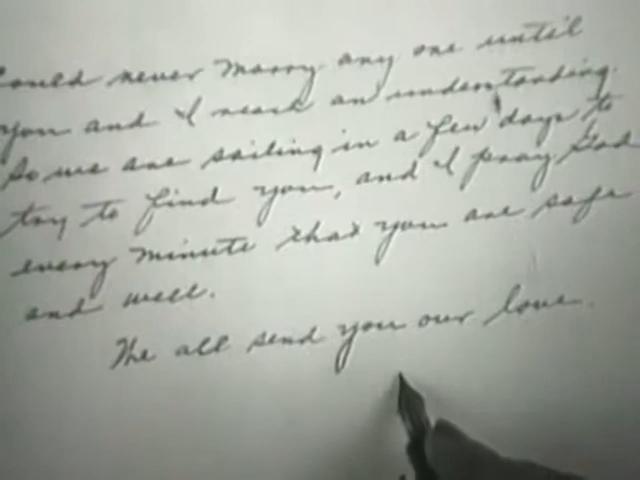 could never marry any one until
you and I reach an understanding.
So we are sailing in a few days to
try to find you, and I pray God
every minute that you are safe
and well.
We all send you our love.